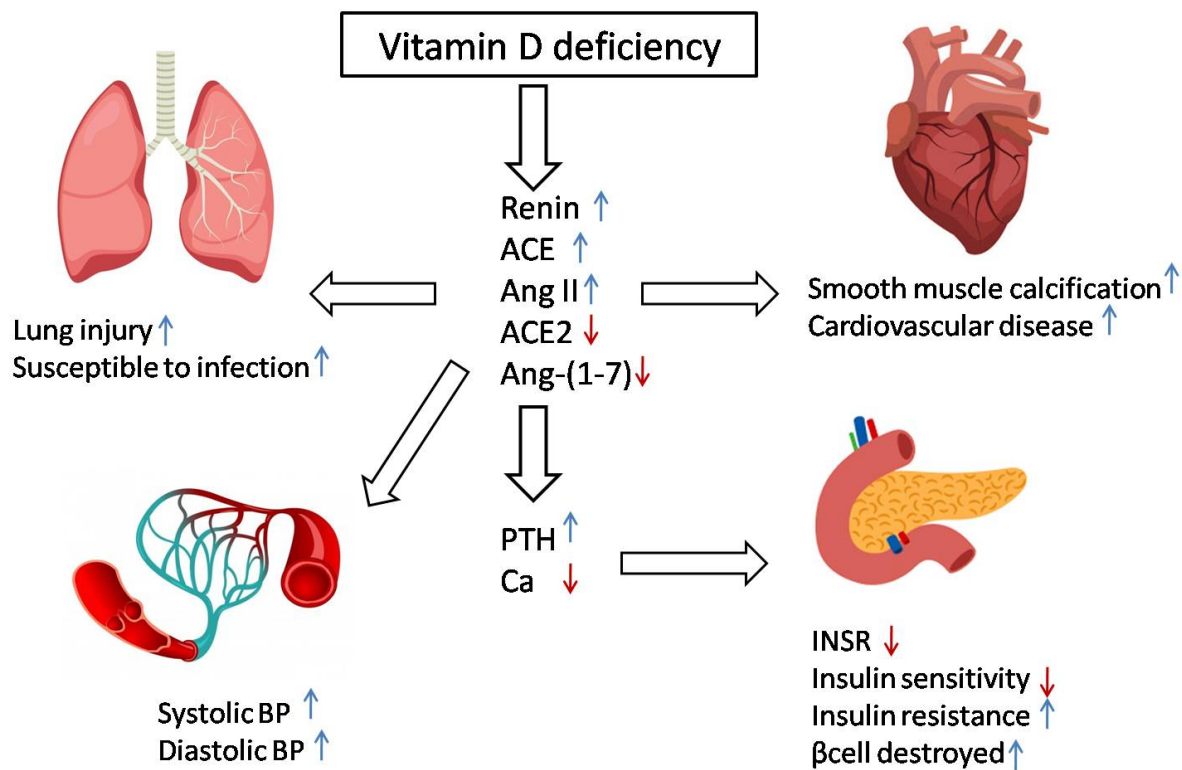 Vitamin D deficiency
Renin ↑
ACE ↑
Ang II ↑
ACE2 ↓
Ang-(1-7) ↓
Lung injury ↑
Susceptible to infection ↑
Smooth muscle calcification ↑
Cardiovascular disease ↑
PTH ↑
Ca ↓
Systolic BP ↑
Diastolic BP ↑
INSR ↓
Insulin sensitivity ↓
Insulin resistance ↑
βcell destroyed ↑